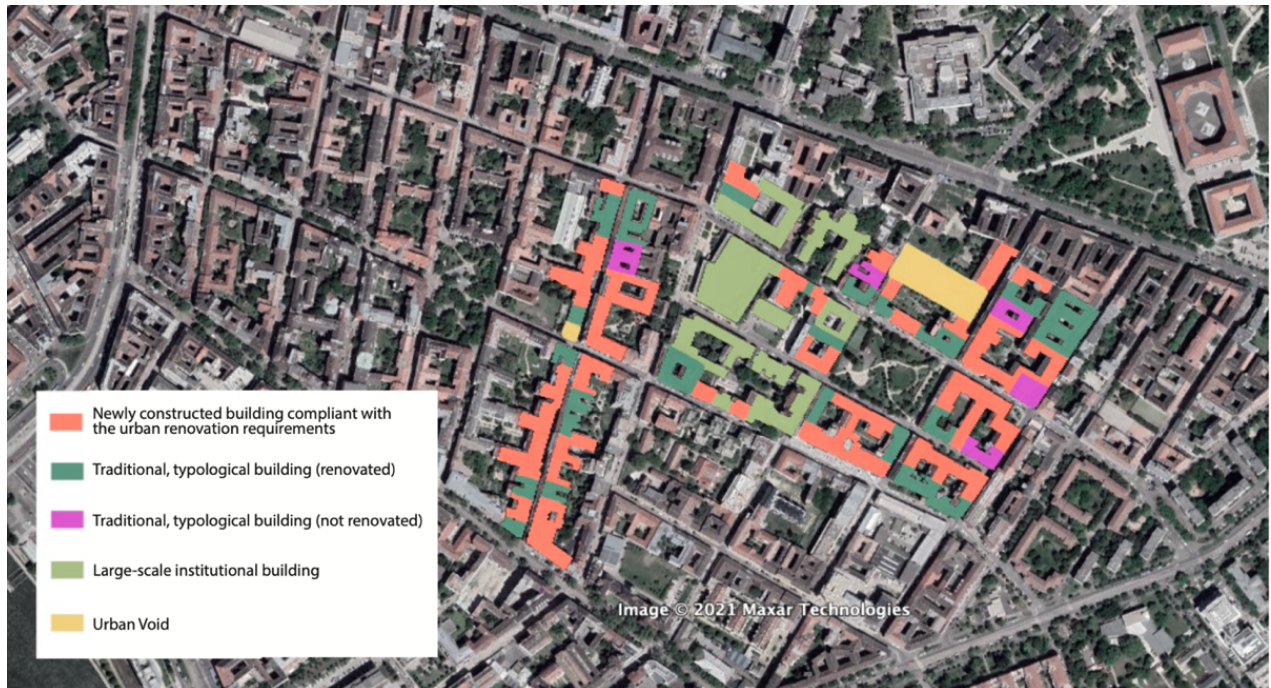 Newly constructed building compliant with
the urban renovation requirements
Traditional, typological building (renovated)
Traditional, typological building (not renovated)
Large-scale institutional building
Urban Void
Image © 2021 Maxar Technologies